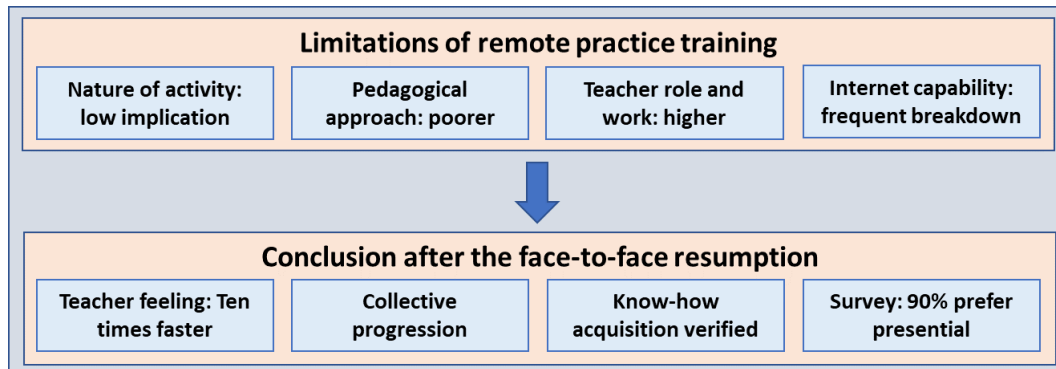 Limitations of remote practice training
Nature of activity:
low implication
Pedagogical
approach: poorer
Teacher role and
work: higher
Internet capability:
frequent breakdown
Conclusion after the face-to-face resumption
Teacher feeling: Ten
times faster
Collective
progression
Know-how
acquisition verified
Survey: 90% prefer
presential